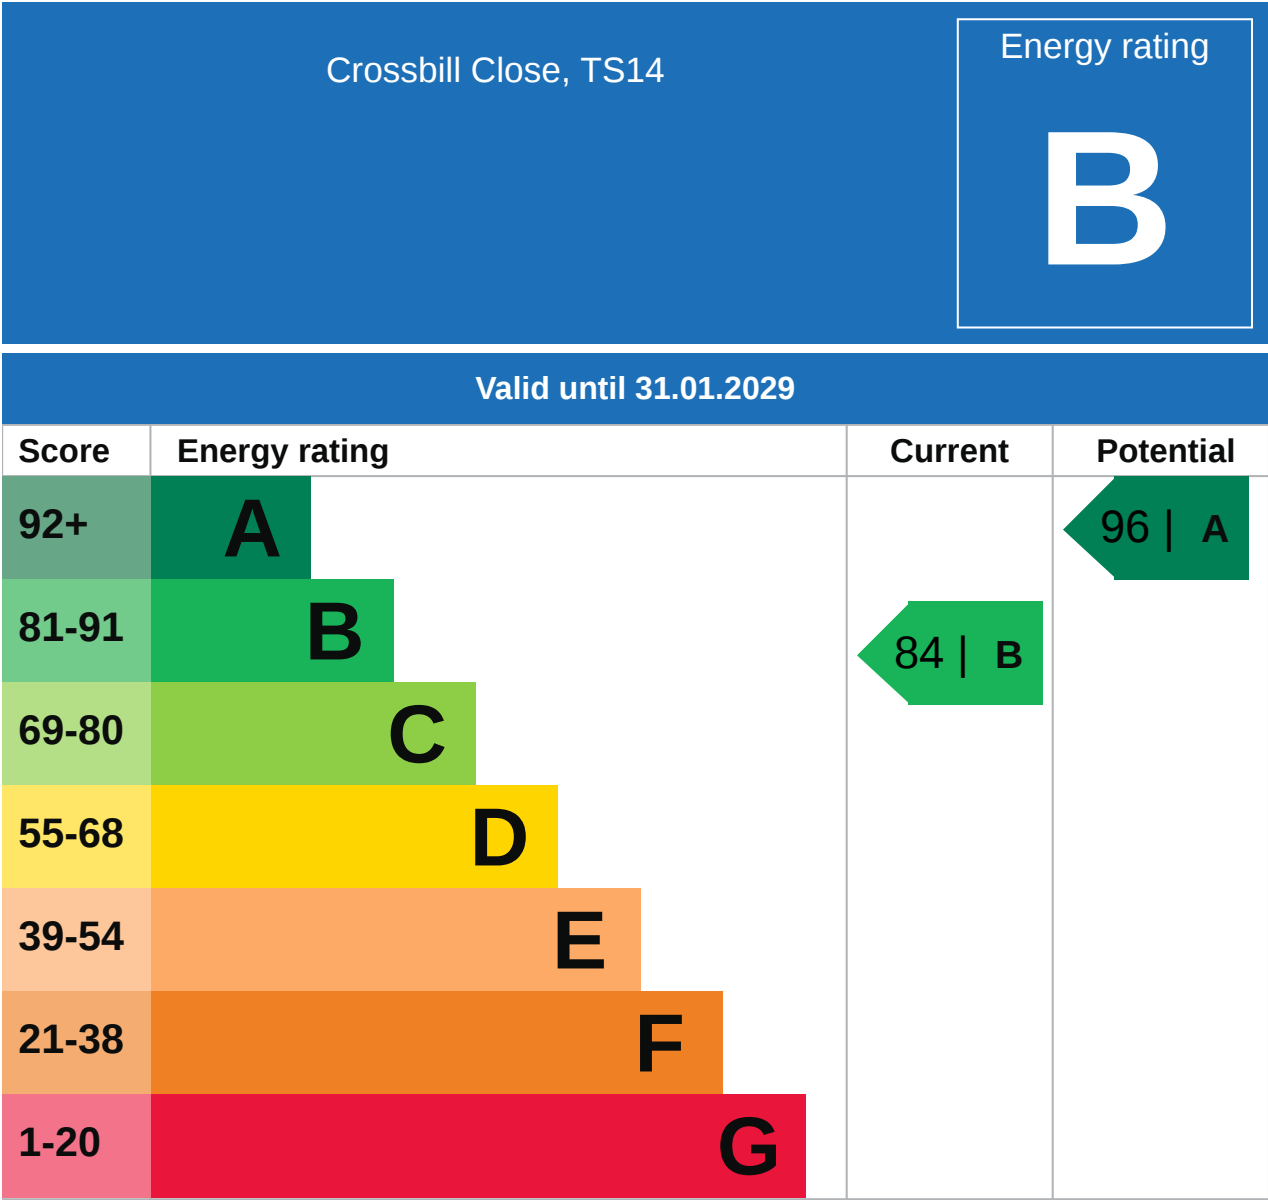 Crossbill Close, TS14
Energy rating
B
Valid until 31.01.2029
Score Energy rating Current Potential
92+ A 96 | A
81-91 B 84 | B
69-80 C
55-68 D
39-54 E
21-38 F
1-20 G